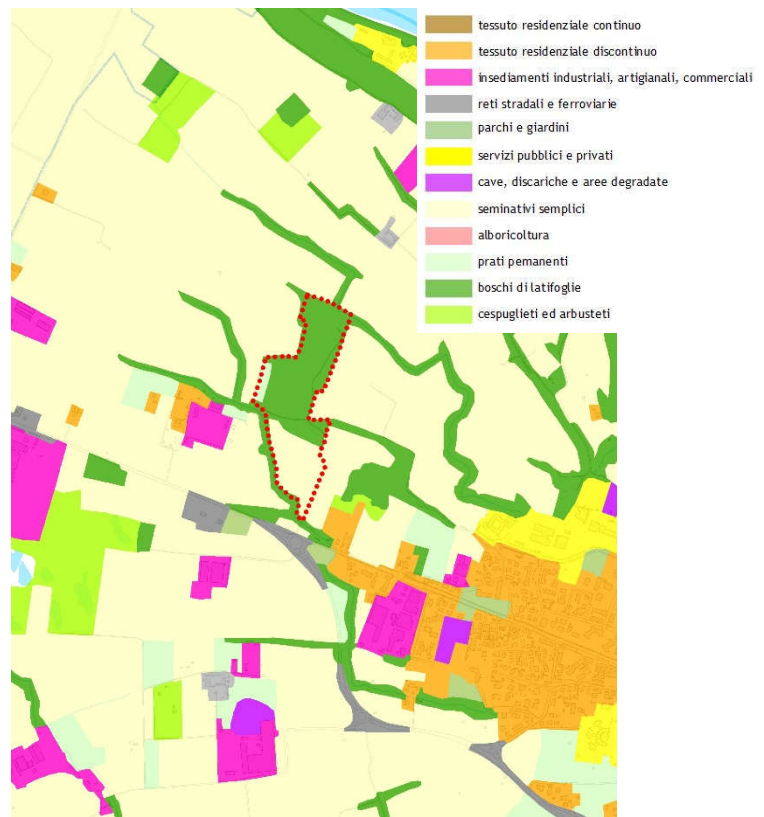 tessuto residenziale continuo
tessuto residenziale discontinuo
insediamenti industriali, artigianali, commerciali
reti stradali e ferroviarie
parchi e giardini
servizi pubblici e privati
cave, discariche e aree degradate
seminativi semplici
alboricoltura
prati pemanenti
boschi di latifoglie
cespuglieti ed arbusteti